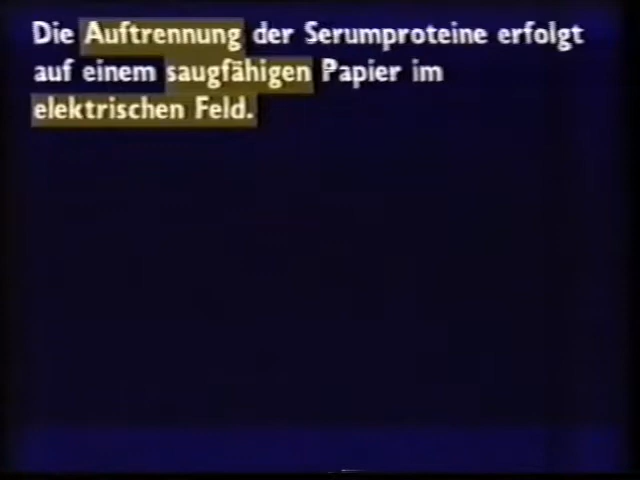 Die Auftrennung der Serumproteine erfolgt
auf einem saugfähigen Papier im
elektrischen Feld.